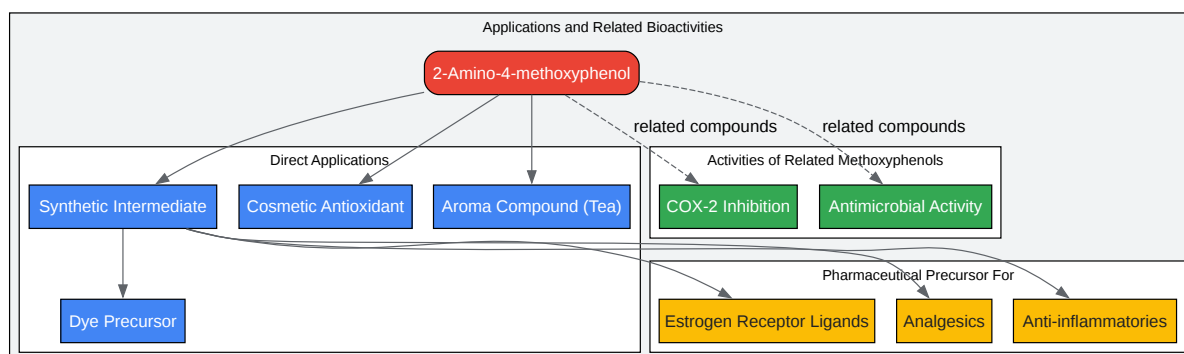 Applications and Related Bioactivities
2-Amino-4-methoxyphenol
related compounds
related compounds
Direct Applications
Activities of Related Methoxyphenols
Synthetic Intermediate
Cosmetic Antioxidant
Aroma Compound (Tea)
COX-2 Inhibition
Antimicrobial Activity
Pharmaceutical Precursor For
Dye Precursor
Estrogen Receptor Ligands
Analgesics
Anti-inflammatories